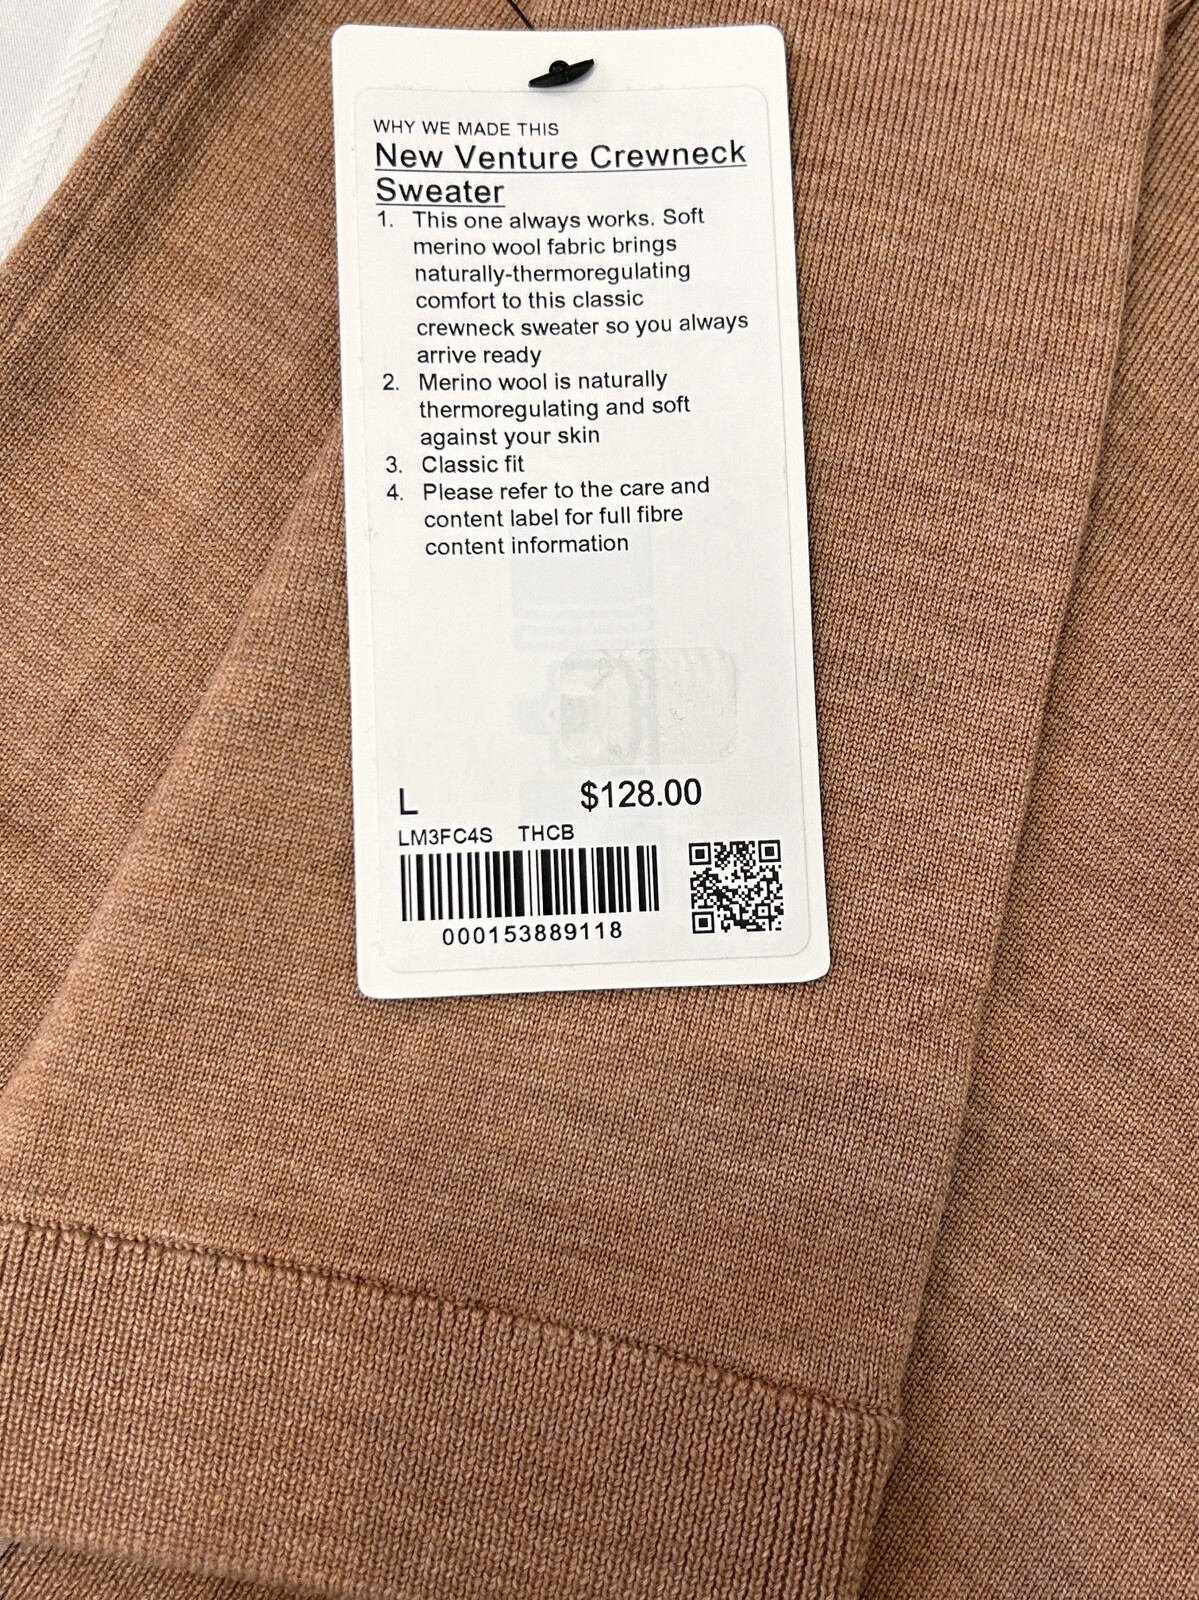 WHY WE MADE THIS
New Venture Crewneck
Sweater
1. This one always works. Soft
merino wool fabric brings
naturally-thermoregulating
comfort to this classic
crewneck sweater so you always
arrive ready
2. Merino wool is naturally
thermoregulating and soft
against your skin
3. Classic fit
4. Please refer to the care and
content label for full fibre
content information
L $128.00
LM3FC4S THCB
000153889118